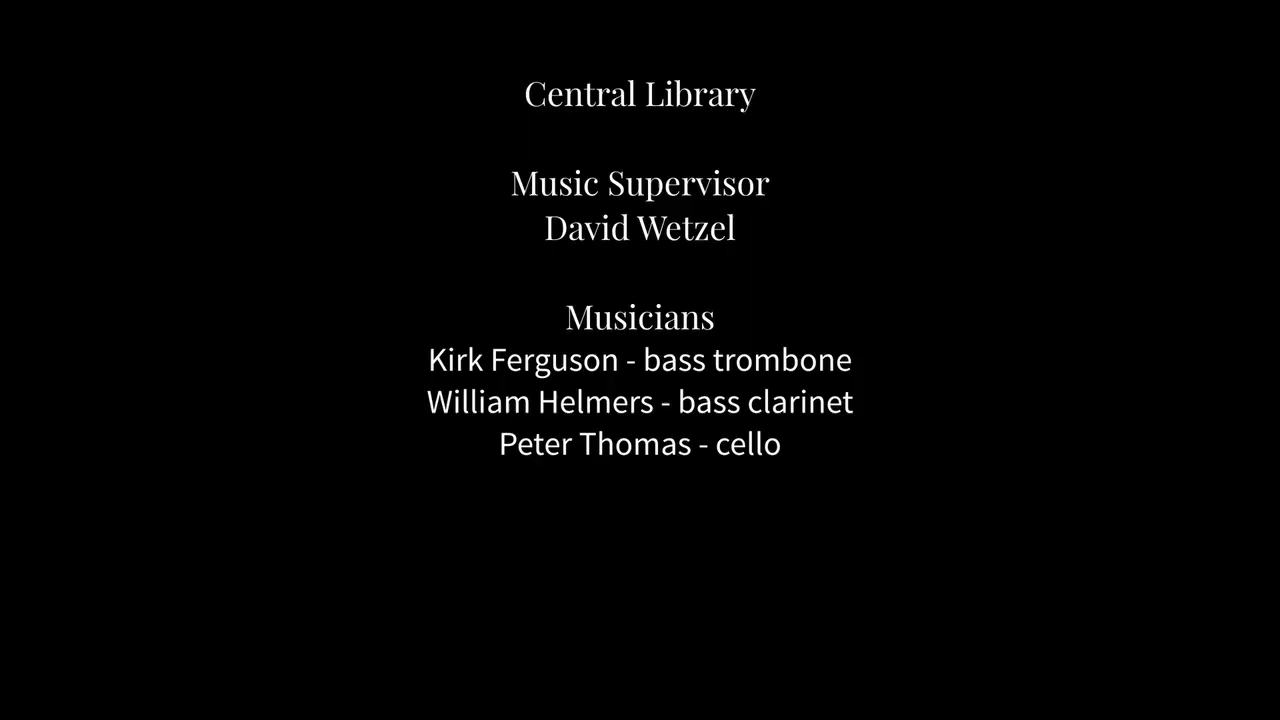 Central Library
Music Supervisor
David Wetzel
Musicians
Kirk Ferguson - bass trombone
William Helmers - bass clarinet
Peter Thomas - cello